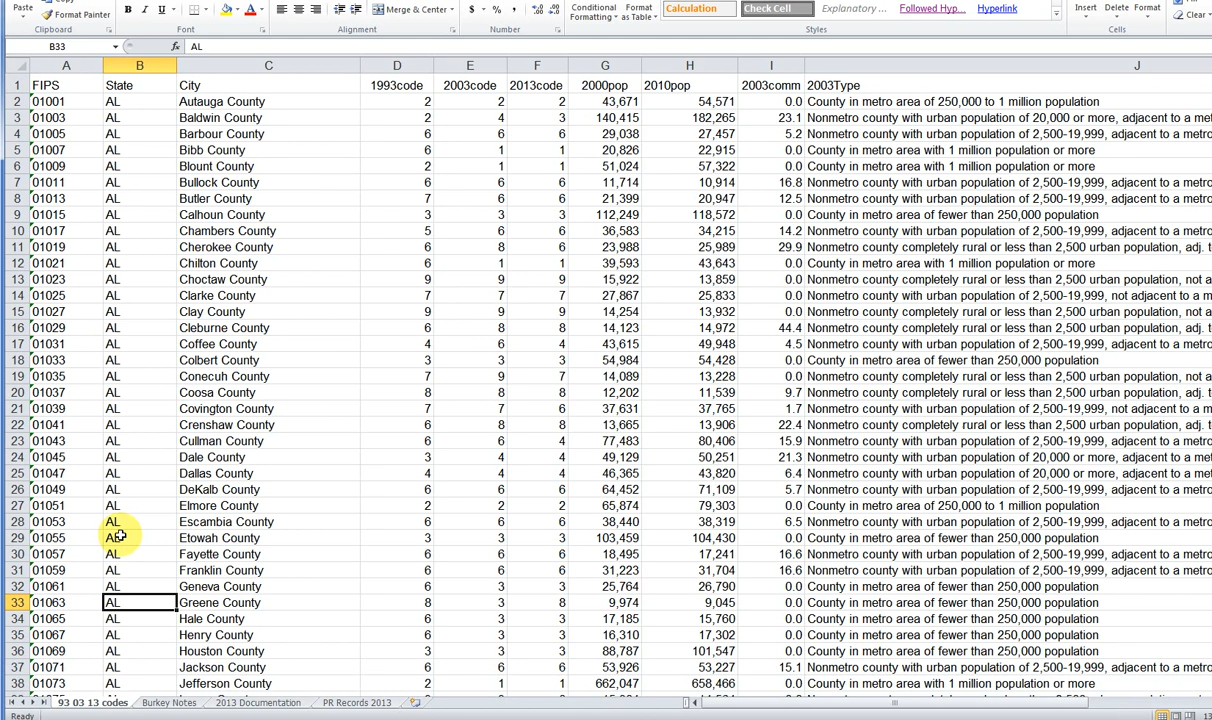 Copy
Format Painter
Clipboard
B I U
Font
Merge & Center
Alignment
$ % ,
Number
Conditional Formatting
Format as Table
Calculation
Check Cell
Explanatory ...
Followed Hyp...
Hyperlink
Styles
Insert Delete Format
Cells
Clear
B33 fx AL
A B C D E F G H I J
1 FIPS State City 1993code 2003code 2013code 2000pop 2010pop 2003comm 2003Type
2 01001 AL Autauga County 2 2 2 43,671 54,571 0.0 County in metro area of 250,000 to 1 million population
3 01003 AL Baldwin County 2 4 3 140,415 182,265 23.1 Nonmetro county with urban population of 20,000 or more, adjacent to a met
4 01005 AL Barbour County 6 6 6 29,038 27,457 5.2 Nonmetro county with urban population of 2,500-19,999, adjacent to a metro
5 01007 AL Bibb County 6 1 1 20,826 22,915 0.0 County in metro area with 1 million population or more
6 01009 AL Blount County 2 1 1 51,024 57,322 0.0 County in metro area with 1 million population or more
7 01011 AL Bullock County 6 6 6 11,714 10,914 16.8 Nonmetro county with urban population of 2,500-19,999, adjacent to a metro
8 01013 AL Butler County 7 6 6 21,399 20,947 12.5 Nonmetro county with urban population of 2,500-19,999, adjacent to a metro
9 01015 AL Calhoun County 3 3 3 112,249 118,572 0.0 County in metro area of fewer than 250,000 population
10 01017 AL Chambers County 5 6 6 36,583 34,215 14.2 Nonmetro county with urban population of 2,500-19,999, adjacent to a metro
11 01019 AL Cherokee County 6 8 6 23,988 25,989 29.9 Nonmetro county completely rural or less than 2,500 urban population, adj. to
12 01021 AL Chilton County 6 1 1 39,593 43,643 0.0 County in metro area with 1 million population or more
13 01023 AL Choctaw County 9 9 9 15,922 13,859 0.0 Nonmetro county completely rural or less than 2,500 urban population, not a
14 01025 AL Clarke County 7 7 7 27,867 25,833 0.0 Nonmetro county with urban population of 2,500-19,999, not adjacent to a m
15 01027 AL Clay County 9 9 9 14,254 13,932 0.0 Nonmetro county completely rural or less than 2,500 urban population, not a
16 01029 AL Cleburne County 6 8 8 14,123 14,972 44.4 Nonmetro county completely rural or less than 2,500 urban population, adj. t
17 01031 AL Coffee County 4 6 4 43,615 49,948 4.5 Nonmetro county with urban population of 2,500-19,999, adjacent to a metro
18 01033 AL Colbert County 3 3 3 54,984 54,428 0.0 County in metro area of fewer than 250,000 population
19 01035 AL Conecuh County 7 9 7 14,089 13,228 0.0 Nonmetro county completely rural or less than 2,500 urban population, not a
20 01037 AL Coosa County 8 8 8 12,202 11,539 9.7 Nonmetro county completely rural or less than 2,500 urban population, adj. t
21 01039 AL Covington County 7 7 6 37,631 37,765 1.7 Nonmetro county with urban population of 2,500-19,999, not adjacent to a m
22 01041 AL Crenshaw County 6 8 8 13,665 13,906 22.4 Nonmetro county completely rural or less than 2,500 urban population, adj. t
23 01043 AL Cullman County 6 6 4 77,483 80,406 15.9 Nonmetro county with urban population of 2,500-19,999, adjacent to a metro
24 01045 AL Dale County 3 4 4 49,129 50,251 21.3 Nonmetro county with urban population of 20,000 or more, adjacent to a met
25 01047 AL Dallas County 4 4 4 46,365 43,820 6.4 Nonmetro county with urban population of 20,000 or more, adjacent to a met
26 01049 AL DeKalb County 6 6 6 64,452 71,109 5.7 Nonmetro county with urban population of 2,500-19,999, adjacent to a metro
27 01051 AL Elmore County 2 2 2 65,874 79,303 0.0 County in metro area of 250,000 to 1 million population
28 01053 AL Escambia County 6 6 6 38,440 38,319 6.5 Nonmetro county with urban population of 2,500-19,999, adjacent to a metro
29 01055 AL Etowah County 3 3 3 103,459 104,430 0.0 County in metro area of fewer than 250,000 population
30 01057 AL Fayette County 6 6 6 18,495 17,241 16.6 Nonmetro county with urban population of 2,500-19,999, adjacent to a metro
31 01059 AL Franklin County 6 6 6 31,223 31,704 16.6 Nonmetro county with urban population of 2,500-19,999, adjacent to a metro
32 01061 AL Geneva County 6 3 3 25,764 26,790 0.0 County in metro area of fewer than 250,000 population
33 01063 AL Greene County 8 3 8 9,974 9,045 0.0 County in metro area of fewer than 250,000 population
34 01065 AL Hale County 6 3 3 17,185 15,760 0.0 County in metro area of fewer than 250,000 population
35 01067 AL Henry County 6 3 3 16,310 17,302 0.0 County in metro area of fewer than 250,000 population
36 01069 AL Houston County 3 3 3 88,787 101,547 0.0 County in metro area of fewer than 250,000 population
37 01071 AL Jackson County 6 6 6 53,926 53,227 15.1 Nonmetro county with urban population of 2,500-19,999, adjacent to a metro
38 01073 AL Jefferson County 2 1 1 662,047 658,466 0.0 County in metro area with 1 million population or more
93 03 13 codes Burkey Notes 2013 Documentation PR Records 2013
Ready